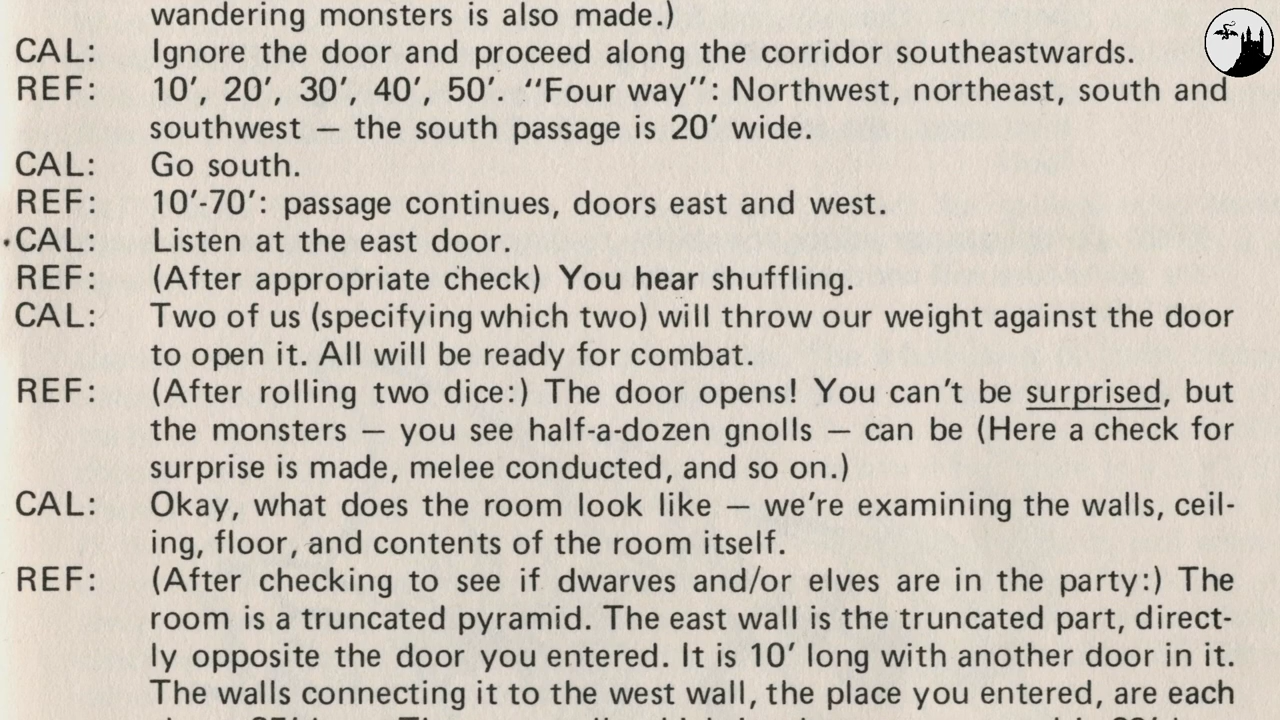 wandering monsters is also made.)
CAL: Ignore the door and proceed along the corridor southeastwards.
REF: 10′, 20′, 30′, 40′, 50′. “Four way”: Northwest, northeast, south and
southwest — the south passage is 20′ wide.
CAL: Go south.
REF: 10′-70′: passage continues, doors east and west.
CAL: Listen at the east door.
REF: (After appropriate check) You hear shuffling.
CAL: Two of us (specifying which two) will throw our weight against the door
to open it. All will be ready for combat.
REF: (After rolling two dice:) The door opens! You can’t be surprised, but
the monsters — you see half-a-dozen gnolls — can be (Here a check for
surprise is made, melee conducted, and so on.)
CAL: Okay, what does the room look like — we’re examining the walls, ceil-
ing, floor, and contents of the room itself.
REF: (After checking to see if dwarves and/or elves are in the party:) The
room is a truncated pyramid. The east wall is the truncated part, direct-
ly opposite the door you entered. It is 10′ long with another door in it.
The walls connecting it to the west wall, the place you entered, are each